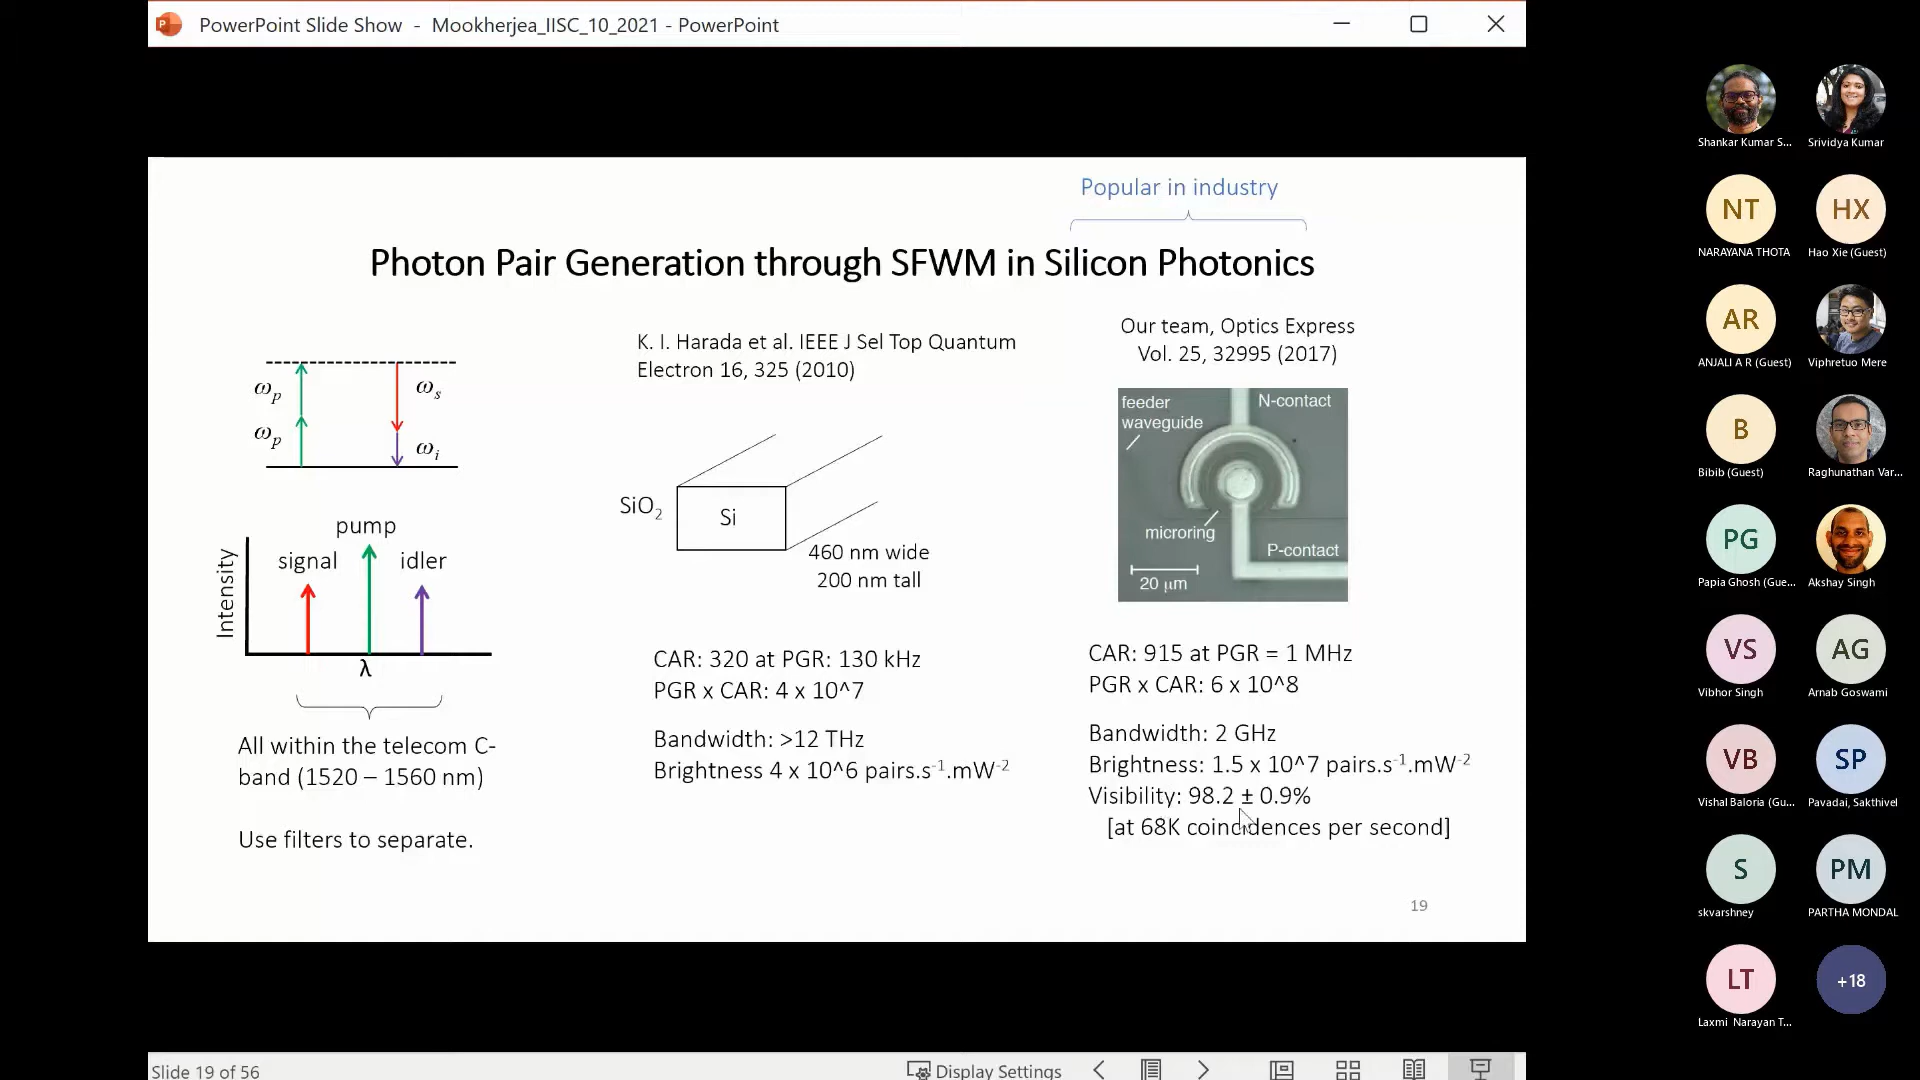 PowerPoint Slide Show - Mookherjea_IISC_10_2021 - PowerPoint
Popular in industry
Photon Pair Generation through SFWM in Silicon Photonics
ωp
ωp
ωs
ωi
pump
signal
idler
Intensity
λ
All within the telecom C-
band (1520 – 1560 nm)
Use filters to separate.
K. I. Harada et al. IEEE J Sel Top Quantum
Electron 16, 325 (2010)
SiO2
Si
460 nm wide
200 nm tall
CAR: 320 at PGR: 130 kHz
PGR x CAR: 4 x 10^7
Bandwidth: >12 THz
Brightness 4 x 10^6 pairs.s-1.mW-2
Our team, Optics Express
Vol. 25, 32995 (2017)
feeder
waveguide
N-contact
microring
P-contact
20 μm
CAR: 915 at PGR = 1 MHz
PGR x CAR: 6 x 10^8
Bandwidth: 2 GHz
Brightness: 1.5 x 10^7 pairs.s-1.mW-2
Visibility: 98.2 ± 0.9%
[at 68K coincidences per second]
19
Slide 19 of 56
Display Settings
Shankar Kumar S...
Srividya Kumar
NT
NARAYANA THOTA
HX
Hao Xie (Guest)
AR
ANJALI A R (Guest)
Viphretuo Mere
B
Bibib (Guest)
Raghunathan Var...
PG
Papia Ghosh (Gue...
Akshay Singh
VS
Vibhor Singh
AG
Arnab Goswami
VB
Vishal Baloria (Gu...
SP
Pavadai, Sakthivel
S
skvarshney
PM
PARTHA MONDAL
LT
Laxmi Narayan T...
+18